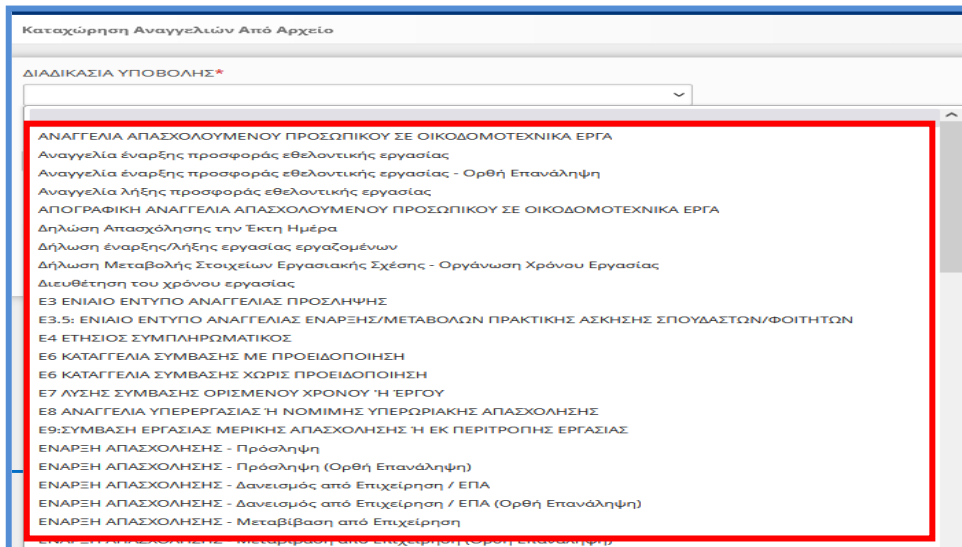 Καταχώρηση Αναγγελιών Από Αρχείο
ΔΙΑΔΙΚΑΣΙΑ ΥΠΟΒΟΛΗΣ*
ΑΝΑΓΓΕΛΙΑ ΑΠΑΣΧΟΛΟΥΜΕΝΟΥ ΠΡΟΣΩΠΙΚΟΥ ΣΕ ΟΙΚΟΔΟΜΟΤΕΧΝΙΚΑ ΕΡΓΑ
Αναγγελία έναρξης προσφοράς εθελοντικής εργασίας
Αναγγελία έναρξης προσφοράς εθελοντικής εργασίας - Ορθή Επανάληψη
Αναγγελία λήξης προσφοράς εθελοντικής εργασίας
ΑΠΟΓΡΑΦΙΚΗ ΑΝΑΓΓΕΛΙΑ ΑΠΑΣΧΟΛΟΥΜΕΝΟΥ ΠΡΟΣΩΠΙΚΟΥ ΣΕ ΟΙΚΟΔΟΜΟΤΕΧΝΙΚΑ ΕΡΓΑ
Δηλώση Απασχόλησης την Έκτη Ημέρα
Δήλωση έναρξης/λήξης εργασίας εργαζομένων
Δήλωση Μεταβολής Στοιχείων Εργασιακής Σχέσης - Οργάνωση Χρόνου Εργασίας
Διευθέτηση του χρόνου εργασίας
Ε3 ΕΝΙΑΙΟ ΕΝΤΥΠΟ ΑΝΑΓΓΕΛΙΑΣ ΠΡΟΣΛΗΨΗΣ
Ε3.5: ΕΝΙΑΙΟ ΕΝΤΥΠΟ ΑΝΑΓΓΕΛΙΑΣ ΕΝΑΡΞΗΣ/ΜΕΤΑΒΟΛΩΝ ΠΡΑΚΤΙΚΗΣ ΑΣΚΗΣΗΣ ΣΠΟΥΔΑΣΤΩΝ/ΦΟΙΤΗΤΩΝ
Ε4 ΕΤΗΣΙΟΣ ΣΥΜΠΛΗΡΩΜΑΤΙΚΟΣ
Ε6 ΚΑΤΑΓΓΕΛΙΑ ΣΥΜΒΑΣΗΣ ΜΕ ΠΡΟΕΙΔΟΠΟΙΗΣΗ
Ε6 ΚΑΤΑΓΓΕΛΙΑ ΣΥΜΒΑΣΗΣ ΧΩΡΙΣ ΠΡΟΕΙΔΟΠΟΙΗΣΗ
Ε7 ΛΥΣΗΣ ΣΥΜΒΑΣΗΣ ΟΡΙΣΜΕΝΟΥ ΧΡΟΝΟΥ Ή ΈΡΓΟΥ
Ε8 ΑΝΑΓΓΕΛΙΑ ΥΠΕΡΕΡΓΑΣΙΑΣ Ή ΝΟΜΙΜΗΣ ΥΠΕΡΩΡΙΑΚΗΣ ΑΠΑΣΧΟΛΗΣΗΣ
Ε9:ΣΥΜΒΑΣΗ ΕΡΓΑΣΙΑΣ ΜΕΡΙΚΗΣ ΑΠΑΣΧΟΛΗΣΗΣ Ή ΕΚ ΠΕΡΙΤΡΟΠΗΣ ΕΡΓΑΣΙΑΣ
ΕΝΑΡΞΗ ΑΠΑΣΧΟΛΗΣΗΣ - Πρόσληψη
ΕΝΑΡΞΗ ΑΠΑΣΧΟΛΗΣΗΣ - Πρόσληψη (Ορθή Επανάληψη)
ΕΝΑΡΞΗ ΑΠΑΣΧΟΛΗΣΗΣ - Δανεισμός από Επιχείρηση / ΕΠΑ
ΕΝΑΡΞΗ ΑΠΑΣΧΟΛΗΣΗΣ - Δανεισμός από Επιχείρηση / ΕΠΑ (Ορθή Επανάληψη)
ΕΝΑΡΞΗ ΑΠΑΣΧΟΛΗΣΗΣ - Μεταβίβαση από Επιχείρηση